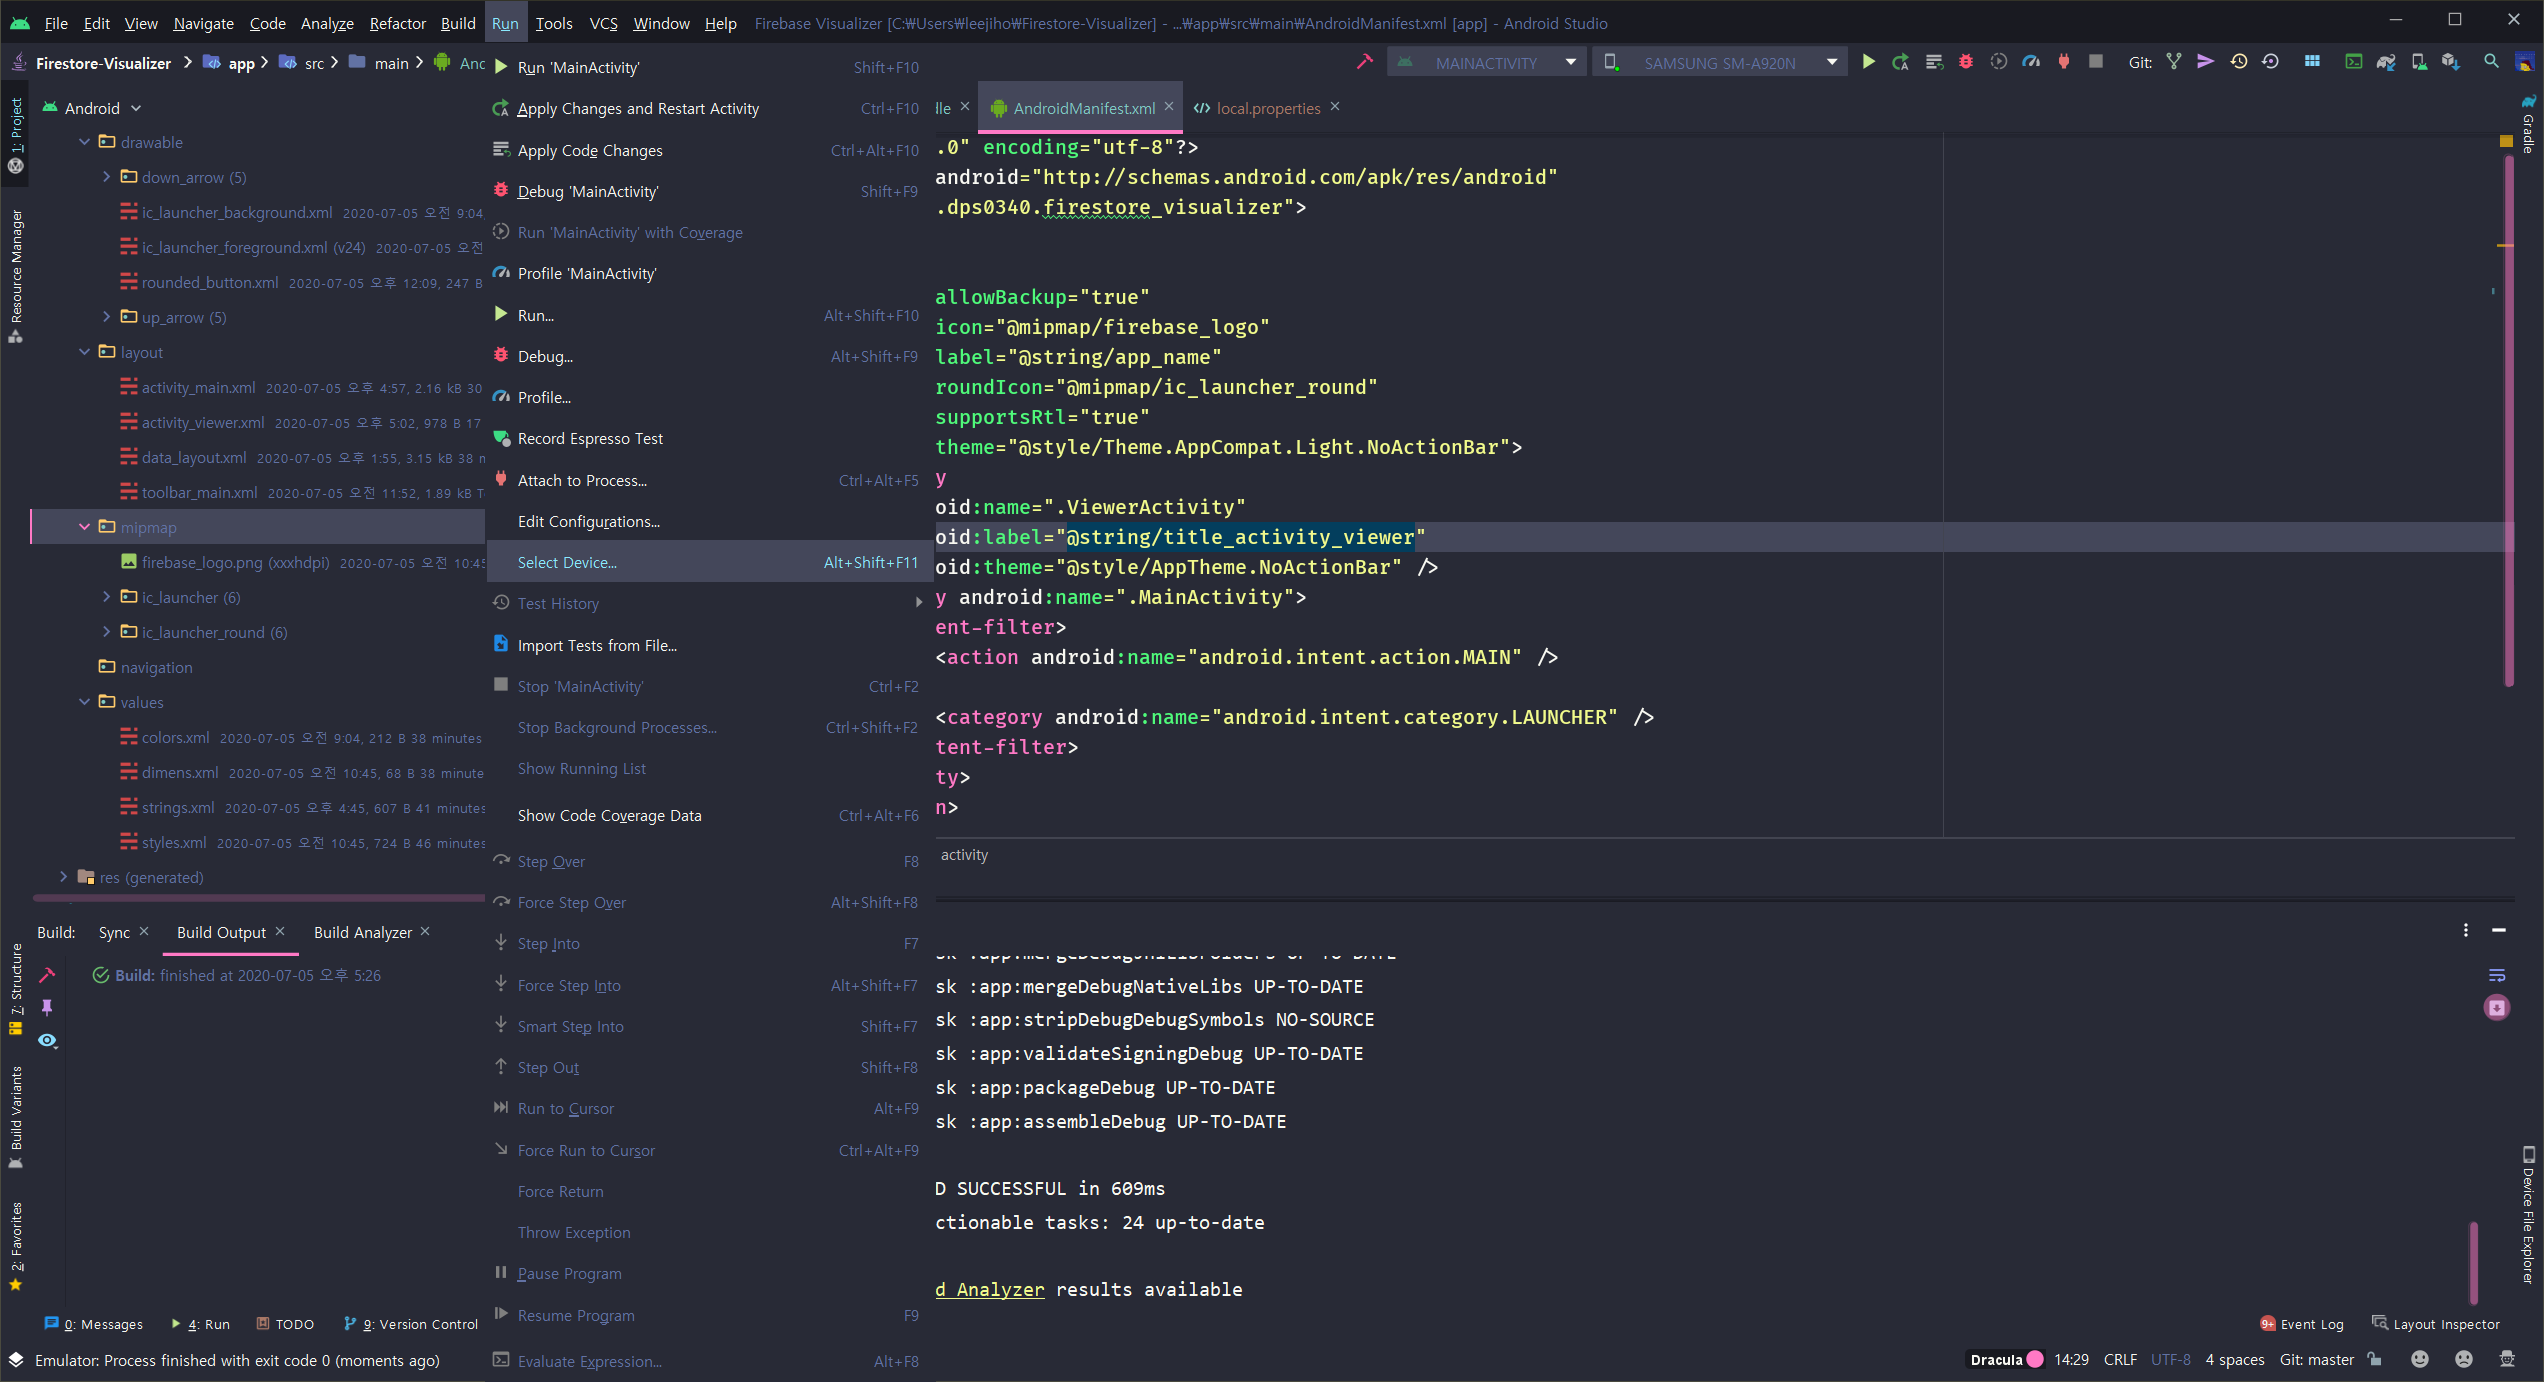 File Edit View Navigate Code Analyze Refactor Build Run Tools VCS Window Help Firebase Visualizer [C:₩Users₩leejiho₩Firestore-Visualizer] - ...₩app₩src₩main₩AndroidManifest.xml [app] - Android Studio
Firestore-Visualizer app src main Anc
MAINACTIVITY SAMSUNG SM-A920N Git:
1: Project
Resource Manager
7: Structure
Build Variants
2: Favorites
Android
drawable
down_arrow (5)
ic_launcher_background.xml 2020-07-05 오전 9:04,
ic_launcher_foreground.xml (v24) 2020-07-05 오전
rounded_button.xml 2020-07-05 오후 12:09, 247 B
up_arrow (5)
layout
activity_main.xml 2020-07-05 오후 4:57, 2.16 kB 30
activity_viewer.xml 2020-07-05 오후 5:02, 978 B 17
data_layout.xml 2020-07-05 오후 1:55, 3.15 kB 38 m
toolbar_main.xml 2020-07-05 오전 11:52, 1.89 kB T
mipmap
firebase_logo.png (xxxhdpi) 2020-07-05 오전 10:45
ic_launcher (6)
ic_launcher_round (6)
navigation
values
colors.xml 2020-07-05 오전 9:04, 212 B 38 minutes
dimens.xml 2020-07-05 오전 10:45, 68 B 38 minute
strings.xml 2020-07-05 오후 4:45, 607 B 41 minutes
styles.xml 2020-07-05 오전 10:45, 724 B 46 minutes
res (generated)
Run 'MainActivity' Shift+F10
Apply Changes and Restart Activity Ctrl+F10
Apply Code Changes Ctrl+Alt+F10
Debug 'MainActivity' Shift+F9
Run 'MainActivity' with Coverage
Profile 'MainActivity'
Run... Alt+Shift+F10
Debug... Alt+Shift+F9
Profile...
Record Espresso Test
Attach to Process... Ctrl+Alt+F5
Edit Configurations...
Select Device... Alt+Shift+F11
Test History
Import Tests from File...
Stop 'MainActivity' Ctrl+F2
Stop Background Processes... Ctrl+Shift+F2
Show Running List
Show Code Coverage Data Ctrl+Alt+F6
Step Over F8
Force Step Over Alt+Shift+F8
Step Into F7
Force Step Into Alt+Shift+F7
Smart Step Into Shift+F7
Step Out Shift+F8
Run to Cursor Alt+F9
Force Run to Cursor Ctrl+Alt+F9
Force Return
Throw Exception
Pause Program
Resume Program F9
Evaluate Expression... Alt+F8
dle AndroidManifest.xml local.properties
.0" encoding="utf-8"?>
android="http://schemas.android.com/apk/res/android"
.dps0340.firestore_visualizer">
allowBackup="true"
icon="@mipmap/firebase_logo"
label="@string/app_name"
roundIcon="@mipmap/ic_launcher_round"
supportsRtl="true"
theme="@style/Theme.AppCompat.Light.NoActionBar">
y
oid:name=".ViewerActivity"
oid:label="@string/title_activity_viewer"
oid:theme="@style/AppTheme.NoActionBar" />
y android:name=".MainActivity">
ent-filter>
<action android:name="android.intent.action.MAIN" />
<category android:name="android.intent.category.LAUNCHER" />
tent-filter>
ty>
n>
activity
Gradle
Device File Explorer
Build: Sync Build Output Build Analyzer
Build: finished at 2020-07-05 오후 5:26
sk :app:mergeDebugJniLibFolders UP-TO-DATE
sk :app:mergeDebugNativeLibs UP-TO-DATE
sk :app:stripDebugDebugSymbols NO-SOURCE
sk :app:validateSigningDebug UP-TO-DATE
sk :app:packageDebug UP-TO-DATE
sk :app:assembleDebug UP-TO-DATE
D SUCCESSFUL in 609ms
ctionable tasks: 24 up-to-date
d Analyzer results available
0: Messages 4: Run TODO 9: Version Control 9+ Event Log Layout Inspector
Emulator: Process finished with exit code 0 (moments ago) Dracula 14:29 CRLF UTF-8 4 spaces Git: master